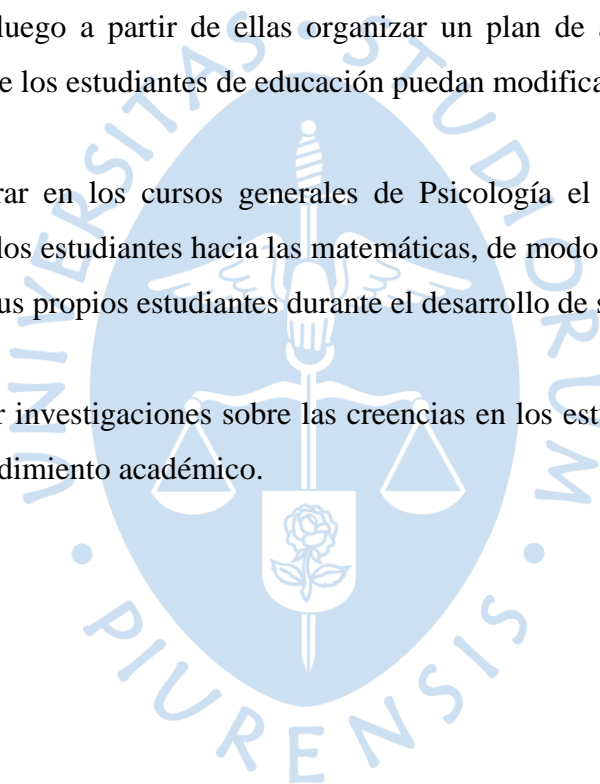 luego a partir de ellas organizar un plan de
e los estudiantes de educación puedan modifica
rar en los cursos generales de Psicología el
los estudiantes hacia las matemáticas, de modo
us propios estudiantes durante el desarrollo de s
r investigaciones sobre las creencias en los est
dimiento académico.
UNIVERSITAS STUDIORUM
PIURENSIS